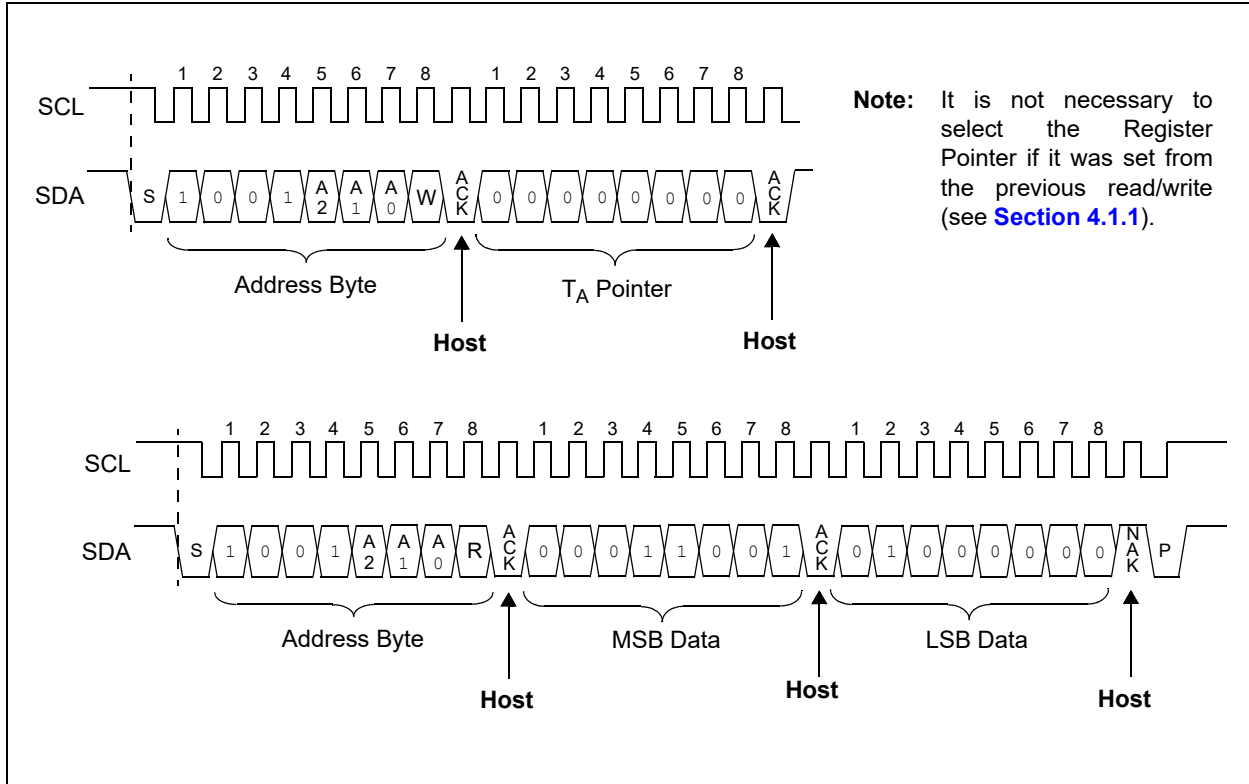 1 2 3 4 5 6 7 8 1 2 3 4 5 6 7 8
SCL
SDA S 1 0 0 1 A2 A1 A0 W ACK 0 0 0 0 0 0 0 0 ACK
Address Byte TA Pointer
Host Host
Note: It is not necessary to
select the Register
Pointer if it was set from
the previous read/write
(see Section 4.1.1).
1 2 3 4 5 6 7 8 1 2 3 4 5 6 7 8 1 2 3 4 5 6 7 8
SCL
SDA S 1 0 0 1 A2 A1 A0 R ACK 0 0 0 1 1 0 0 1 ACK 0 1 0 0 0 0 0 0 NAK P
Address Byte MSB Data LSB Data
Host Host Host